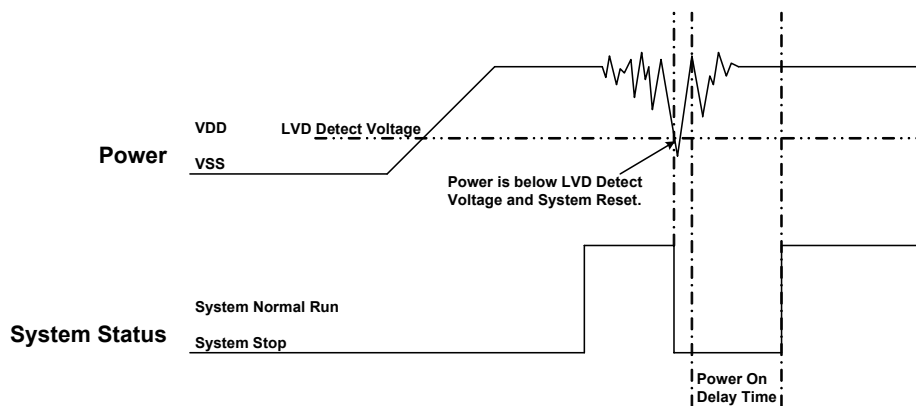 VDD
LVD Detect Voltage
Power
VSS
Power is below LVD Detect
Voltage and System Reset.
System Normal Run
System Status
System Stop
Power On
Delay Time